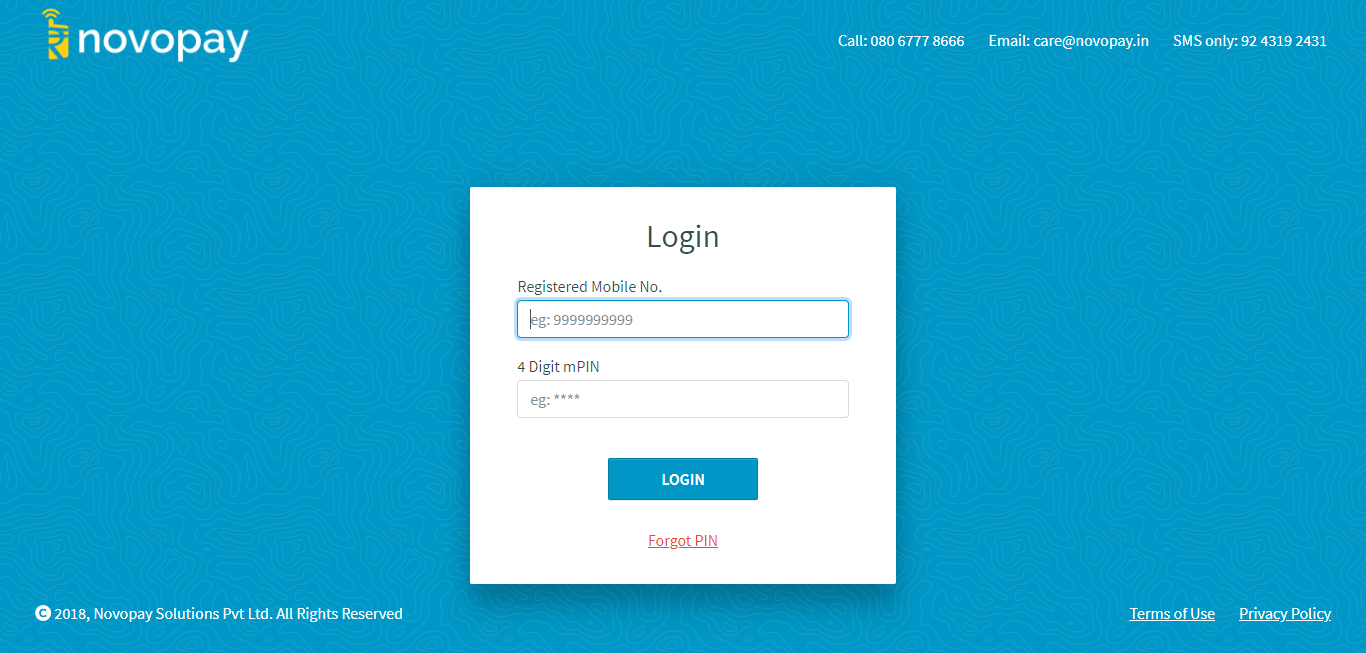 novopay
Call: 080 6777 8666 Email: care@novopay.in SMS only: 92 4319 2431
Login
Registered Mobile No.
eg: 9999999999
4 Digit mPIN
eg: ****
LOGIN
Forgot PIN
© 2018, Novopay Solutions Pvt Ltd. All Rights Reserved
Terms of Use Privacy Policy